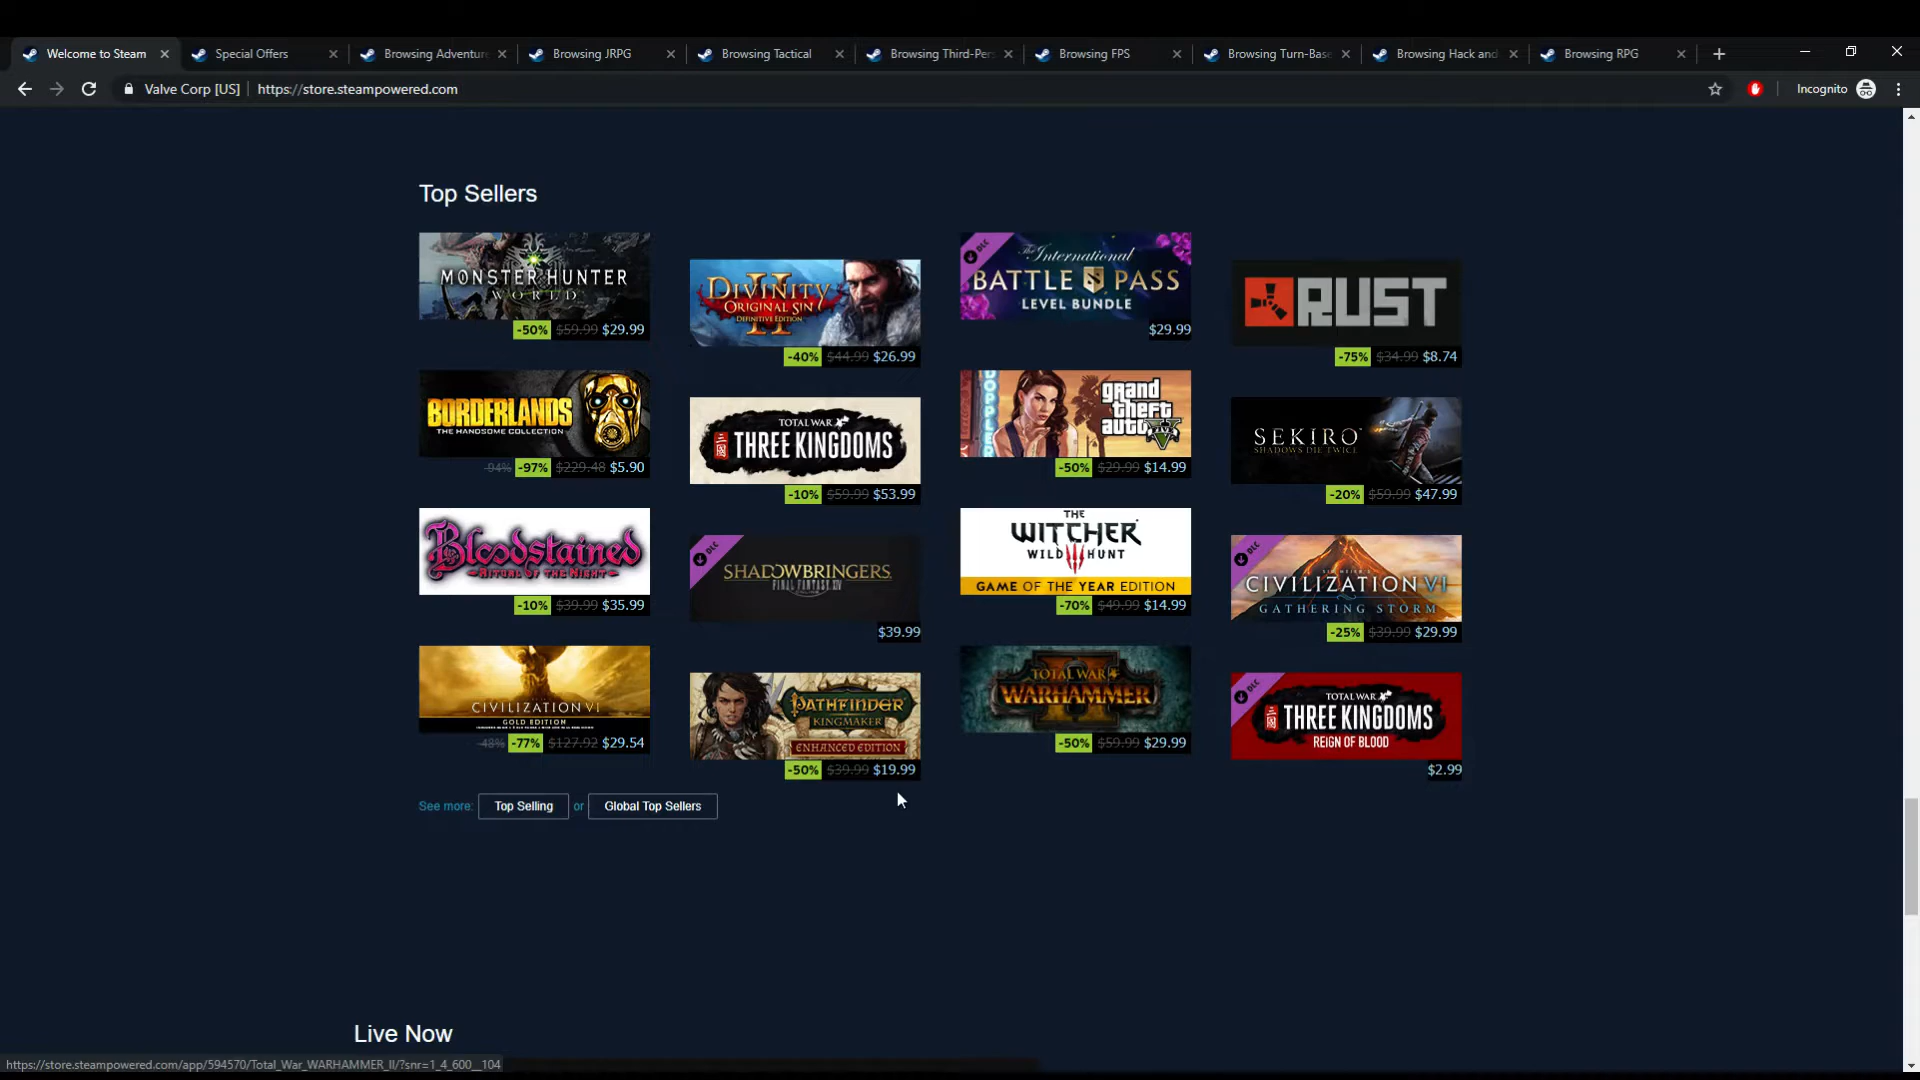 Welcome to Steam
Special Offers
Browsing Adventure
Browsing JRPG
Browsing Tactical
Browsing Third-Pers
Browsing FPS
Browsing Turn-Base
Browsing Hack and
Browsing RPG
Valve Corp [US] | https://store.steampowered.com
Incognito
Top Sellers
MONSTER HUNTER
WORLD
-50% $59.99 $29.99
DIVINITY
II
ORIGINAL SIN
DEFINITIVE EDITION
-40% $44.99 $26.99
DLC
The International
BATTLE PASS
LEVEL BUNDLE
$29.99
RUST
-75% $34.99 $8.74
BORDERLANDS
THE HANDSOME COLLECTION
-94% -97% $229.48 $5.90
TOTAL WAR
THREE KINGDOMS
-10% $59.99 $53.99
grand
theft
auto
V
-50% $29.99 $14.99
SEKIRO
SHADOWS DIE TWICE
-20% $59.99 $47.99
Bloodstained
RITUAL OF THE NIGHT
-10% $39.99 $35.99
DLC
SHADOWBRINGERS
FINAL FANTASY XIV
$39.99
THE
WITCHER
WILD HUNT
GAME OF THE YEAR EDITION
-70% $49.99 $14.99
DLC
CIVILIZATION VI
GATHERING STORM
-25% $39.99 $29.99
CIVILIZATION VI
GOLD EDITION
-48% -77% $127.92 $29.54
PATHFINDER
KINGMAKER
ENHANCED EDITION
-50% $39.99 $19.99
TOTAL WAR
WARHAMMER
II
-50% $59.99 $29.99
DLC
TOTAL WAR
THREE KINGDOMS
REIGN OF BLOOD
$2.99
See more: Top Selling or Global Top Sellers
Live Now
https://store.steampowered.com/app/594570/Total_War_WARHAMMER_II/?snr=1_4_600__104